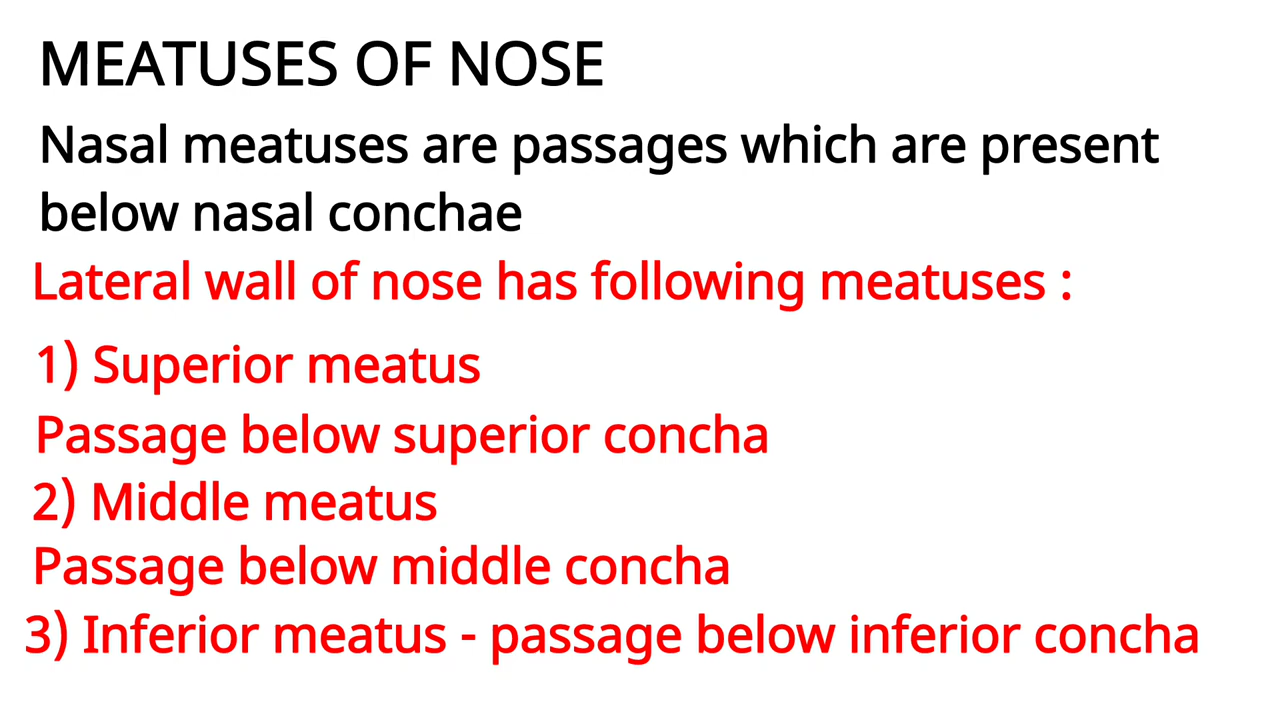 MEATUSES OF NOSE
Nasal meatuses are passages which are present
below nasal conchae
Lateral wall of nose has following meatuses :
1) Superior meatus
Passage below superior concha
2) Middle meatus
Passage below middle concha
3) Inferior meatus - passage below inferior concha